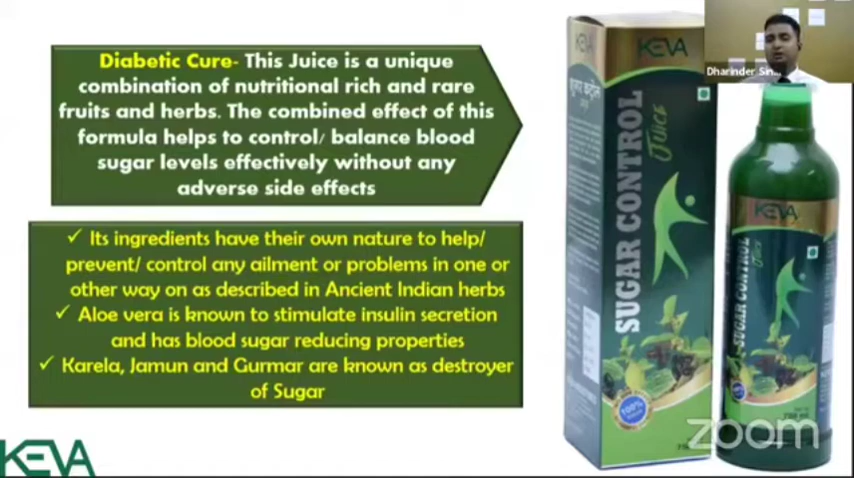 Diabetic Cure- This Juice is a unique
combination of nutritional rich and rare
fruits and herbs. The combined effect of this
formula helps to control/ balance blood
sugar levels effectively without any
adverse side effects
✓ Its ingredients have their own nature to help/
prevent/ control any ailment or problems in one or
other way on as described in Ancient Indian herbs
✓ Aloe vera is known to stimulate insulin secretion
and has blood sugar reducing properties
✓ Karela, Jamun and Gurmar are known as destroyer
of Sugar
KEVA
KEVA
SUGAR CONTROL
Juice
100%
Dharinder Sin...
KEVA
SUGAR CONTROL
Juice
zoom